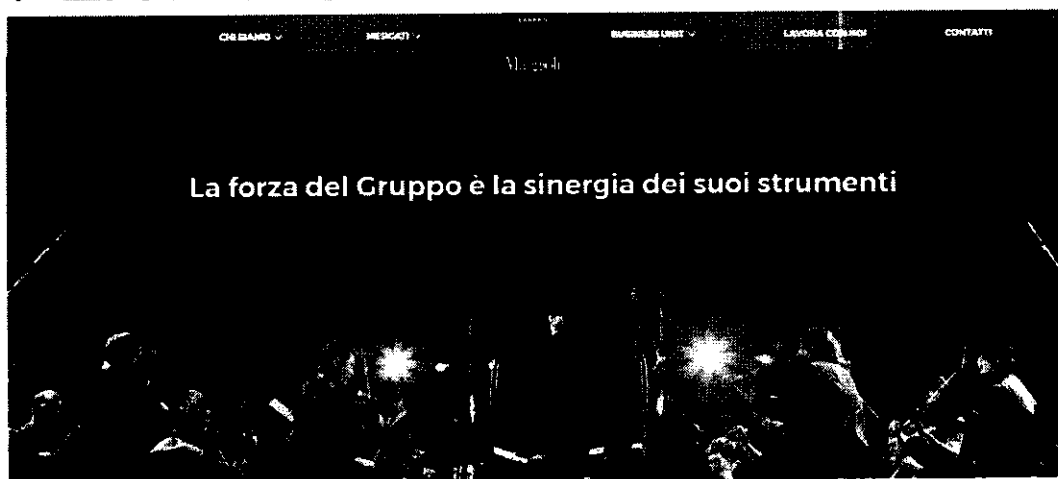 CHI SIAMO
MERCATI
BUSINESS UNIT
LAVORA CON NOI
CONTATTI
La forza del Gruppo è la sinergia dei suoi strumenti